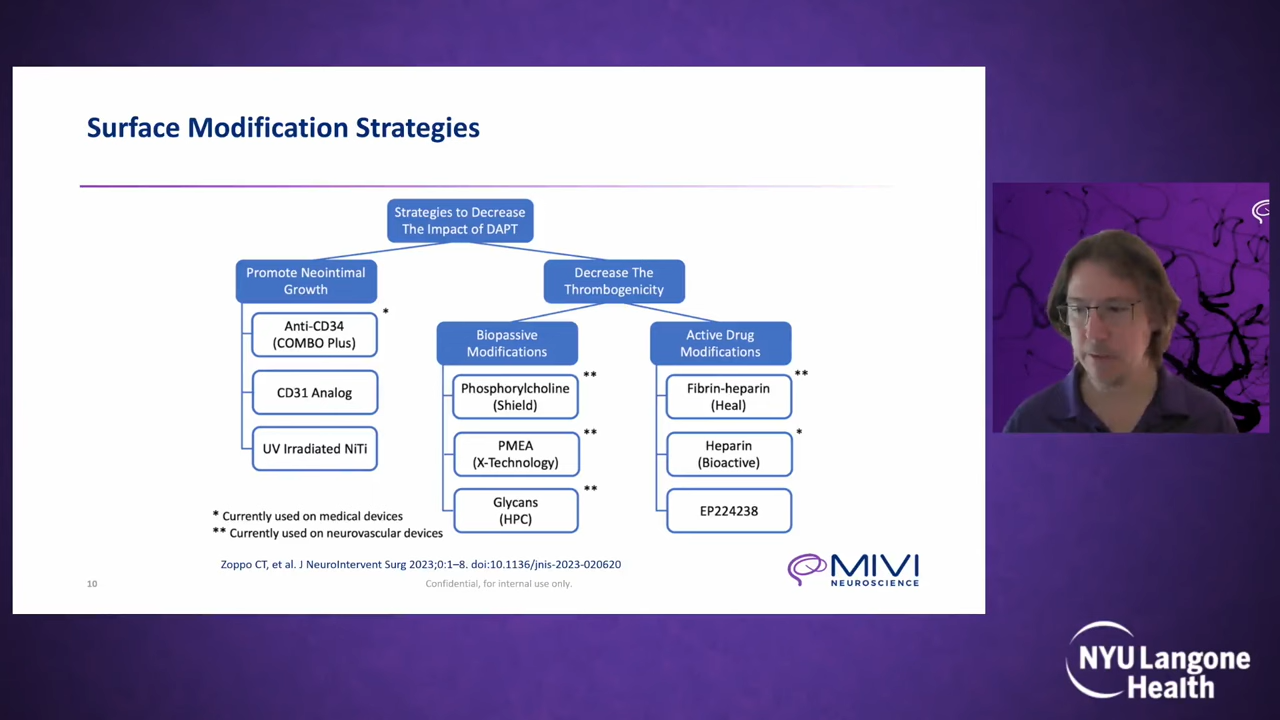 Surface Modification Strategies
Strategies to Decrease
The Impact of DAPT
Promote Neointimal
Growth
Anti-CD34
(COMBO Plus)
*
CD31 Analog
UV Irradiated NiTi
Decrease The
Thrombogenicity
Biopassive
Modifications
Phosphorylcholine
(Shield)
**
PMEA
(X-Technology)
**
Glycans
(HPC)
**
Active Drug
Modifications
Fibrin-heparin
(Heal)
**
Heparin
(Bioactive)
*
EP224238
* Currently used on medical devices
** Currently used on neurovascular devices
Zoppo CT, et al. J NeuroIntervent Surg 2023;0:1–8. doi:10.1136/jnis-2023-020620
10
Confidential, for internal use only.
MIVI
NEUROSCIENCE
NYU Langone
Health